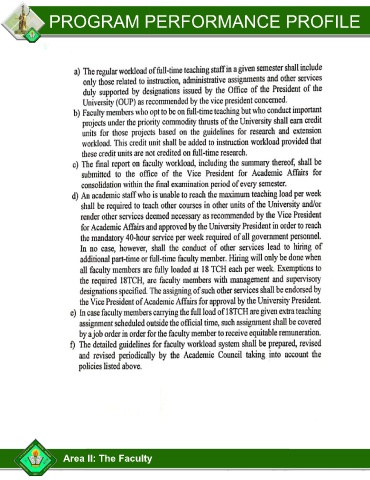 PROGRAM PERFORMANCE PROFILE
a) The regular workload of full-time teaching staff in a given semester shall include
only those related to instruction, administrative assignments and other services
duly supported by designations issued by the Office of the President of the
University (OUP) as recommended by the vice president concerned.
b) Faculty members who opt to be on full-time teaching but who conduct important
projects under the priority commodity thrusts of the University shall earn credit
units for those projects based on the guidelines for research and extension
workload. This credit unit shall be added to instruction workload provided that
these credit units are not credited on full-time research.
c) The final report on faculty workload, including the summary thereof, shall be
submitted to the office of the Vice President for Academic Affairs for
consolidation within the final examination period of every semester.
d) An academic staff who is unable to reach the maximum teaching load per week
shall be required to teach other courses in other units of the University and/or
render other services deemed necessary as recommended by the Vice President
for Academic Affairs and approved by the University President in order to reach
the mandatory 40-hour service per week required of all government personnel.
In no case, however, shall the conduct of other services lead to hiring of
additional part-time or full-time faculty member. Hiring will only be done when
all faculty members are fully loaded at 18 TCH each per week. Exemptions to
the required 18TCH, are faculty members with management and supervisory
designations specified. The assigning of such other services shall be endorsed by
the Vice President of Academic Affairs for approval by the University President.
e) In case faculty members carrying the full load of 18TCH are given extra teaching
assignment scheduled outside the official time, such assignment shall be covered
by a job order in order for the faculty member to receive equitable remuneration.
f) The detailed guidelines for faculty workload system shall be prepared, revised
and revised periodically by the Academic Council taking into account the
policies listed above.
Area II: The Faculty